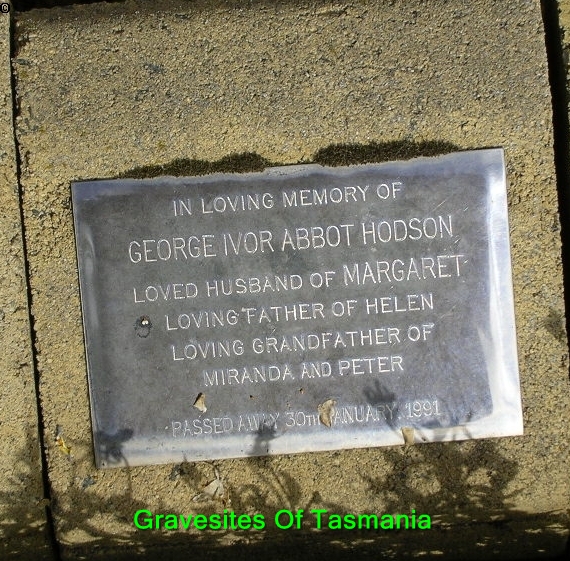 IN LOVING MEMORY OF
GEORGE IVOR ABBOT HODSON
LOVED HUSBAND OF MARGARET
LOVING FATHER OF HELEN
LOVING GRANDFATHER OF
MIRANDA AND PETER
PASSED AWAY 30TH JANUARY, 1991
Gravesites Of Tasmania